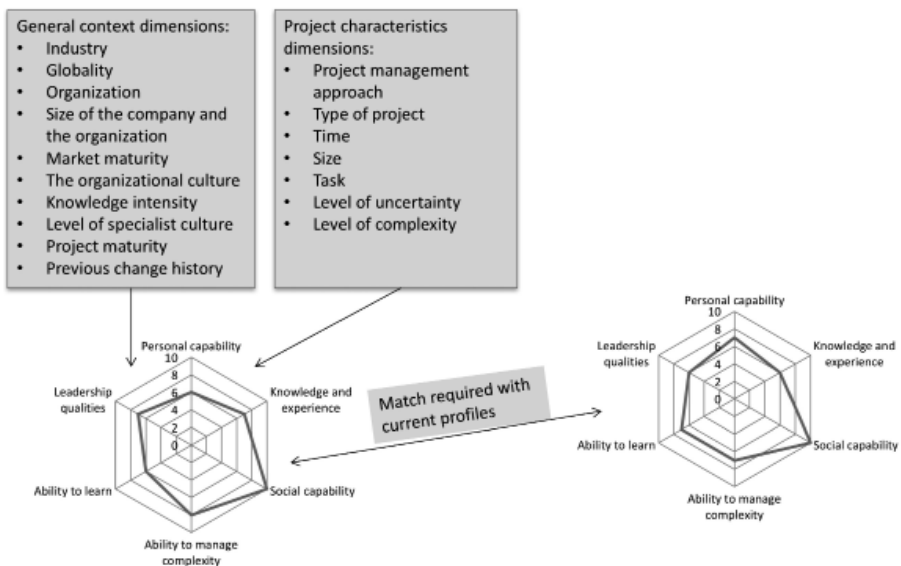 General context dimensions:
• Industry
• Globality
• Organization
• Size of the company and
the organization
• Market maturity
• The organizational culture
• Knowledge intensity
• Level of specialist culture
• Project maturity
• Previous change history
Project characteristics
dimensions:
• Project management
approach
• Type of project
• Time
• Size
• Task
• Level of uncertainty
• Level of complexity
Personal capability
10
8
6
4
2
0
Leadership
qualities
Knowledge and
experience
Ability to learn
Social capability
Ability to manage
complexity
Match required with
current profiles
Personal capability
10
8
6
4
2
0
Leadership
qualities
Knowledge and
experience
Ability to learn
Social capability
Ability to manage
complexity